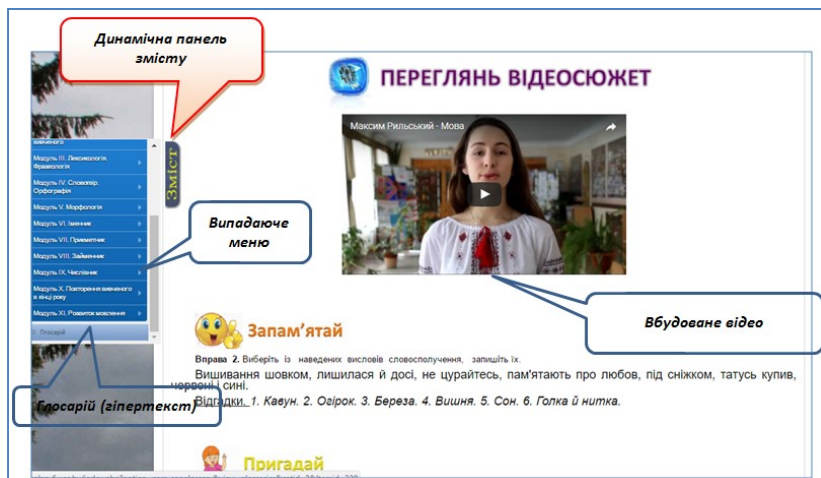 Динамічна панель
змісту
ПЕРЕГЛЯНЬ ВІДЕОСЮЖЕТ
Максим Рильський - Мова
Зміст
вивченого
Модуль III. Лексикологія.
Фразеологія
Модуль IV. Словотвір.
Орфографія
Модуль V. Морфологія
Модуль VI. Іменник
Модуль VII. Прикметник
Модуль VIII. Займенник
Модуль IX. Числівник
Модуль X. Повторення вивченого
в кінці року
Модуль XI. Розвиток мовлення
Глосарій
Випадаюче
меню
Вбудоване відео
Глосарій (гіпертекст)
Запам’ятай
Вправа 2. Виберіть із наведених висловів словосполучення, запишіть їх.
Вишивання шовком, лишилася й досі, не цурайтесь, пам'ятають про любов, під сніжком, татусь купив,
червоні і сині.
Відгадки. 1. Кавун. 2. Огірок. 3. Береза. 4. Вишня. 5. Сон. 6. Голка й нитка.
Пригадай